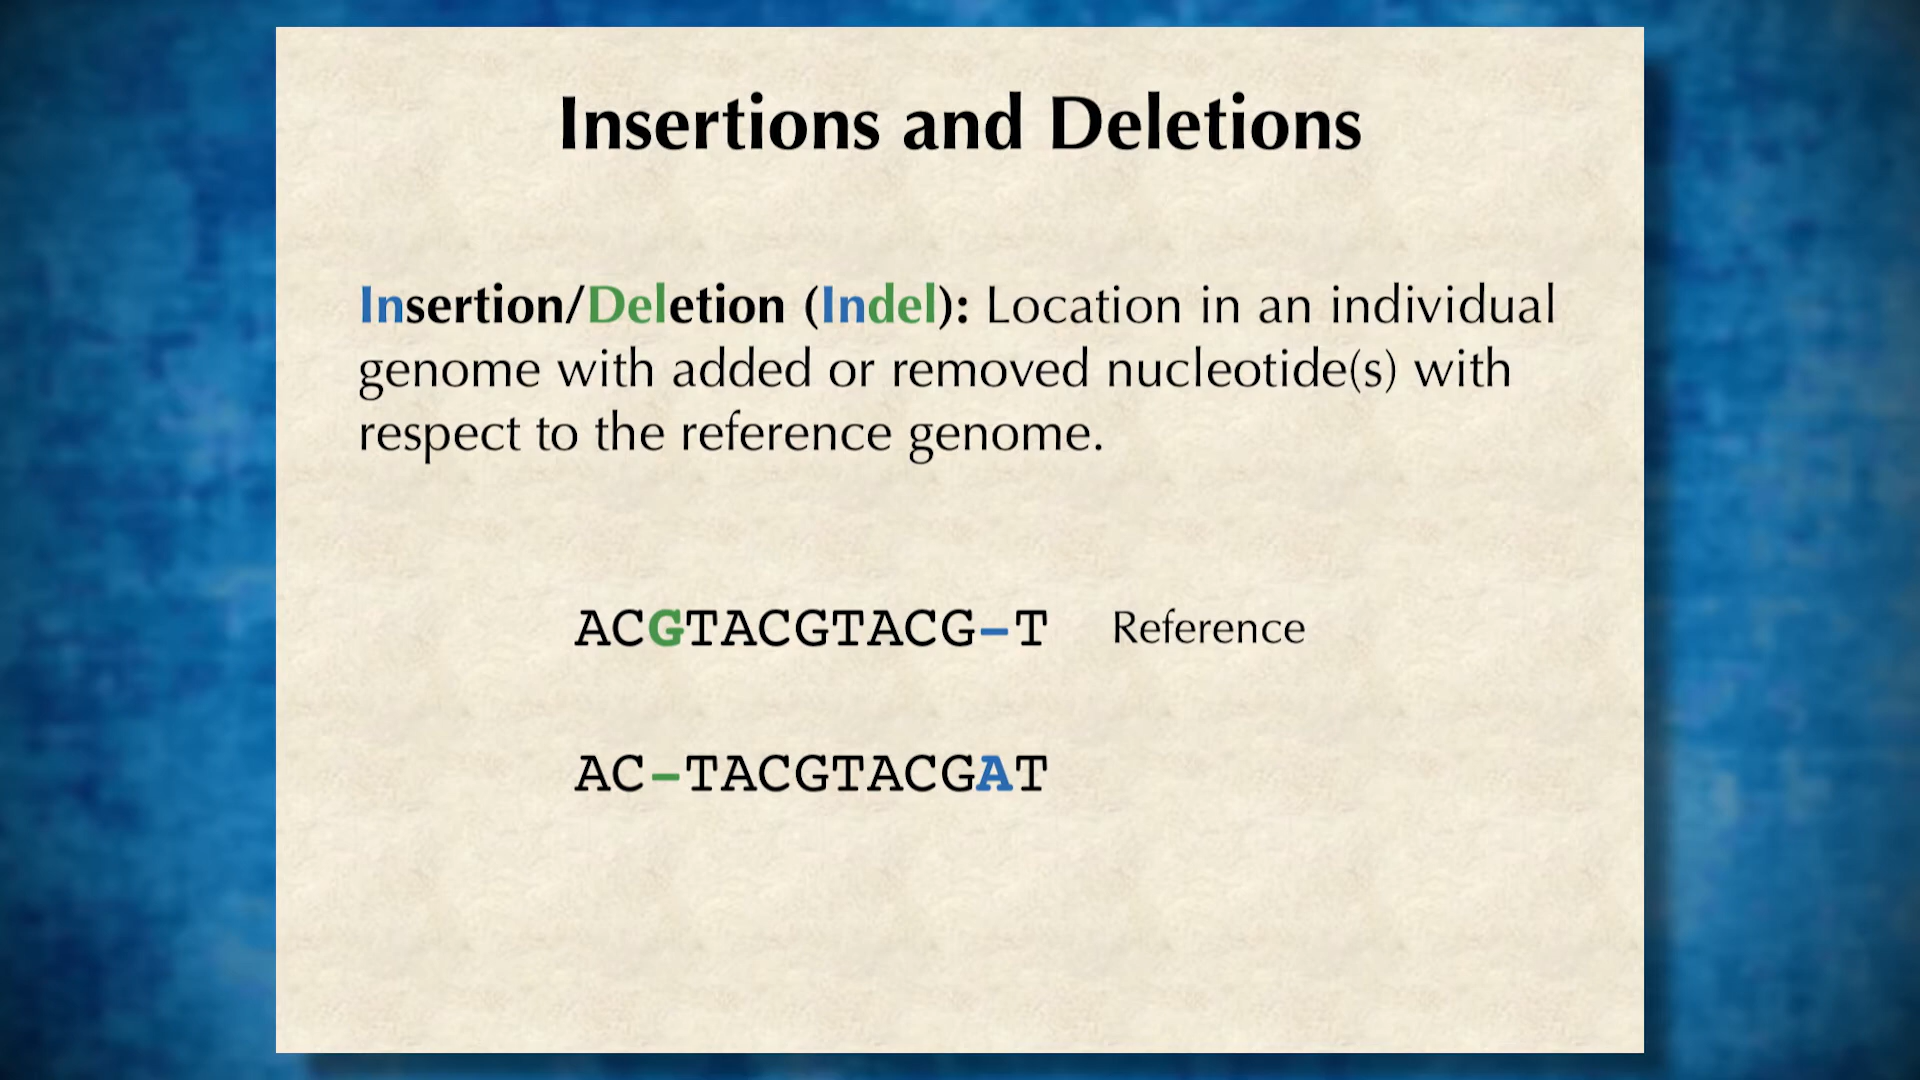 Insertions and Deletions
Insertion/Deletion (Indel): Location in an individual
genome with added or removed nucleotide(s) with
respect to the reference genome.
ACGTACGTACG–T Reference
AC–TACGTACGAT